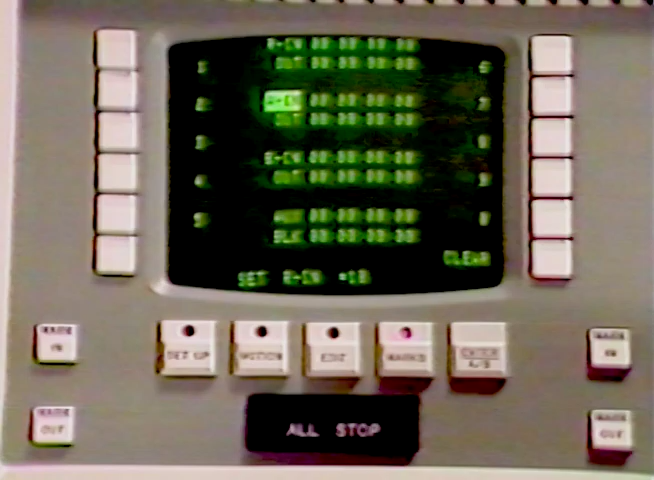 R-IN 00:00:00:00
OUT 00:00:00:00
A-IN 00:00:00:00
OUT 00:00:00:00
B-IN 00:00:00:00
OUT 00:00:00:00
00:00:00:00
BLK 00:00:00:00
CLEAR
SET
MARK IN
SET UP
MOTION
EDIT
MARKS
ENTER A/B
MARK IN
MARK OUT
ALL STOP
MARK OUT